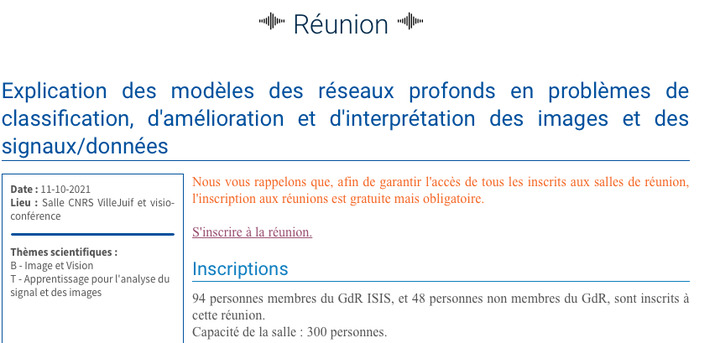 Réunion
Explication des modèles des réseaux profonds en problèmes de
classification, d'amélioration et d'interprétation des images et des
signaux/données
Date : 11-10-2021
Lieu : Salle CNRS VilleJuif et visio-
conférence
Thèmes scientifiques :
B - Image et Vision
T - Apprentissage pour l'analyse du
signal et des images
Nous vous rappelons que, afin de garantir l'accès de tous les inscrits aux salles de réunion,
l'inscription aux réunions est gratuite mais obligatoire.
S'inscrire à la réunion.
Inscriptions
94 personnes membres du GdR ISIS, et 48 personnes non membres du GdR, sont inscrits à
cette réunion.
Capacité de la salle : 300 personnes.